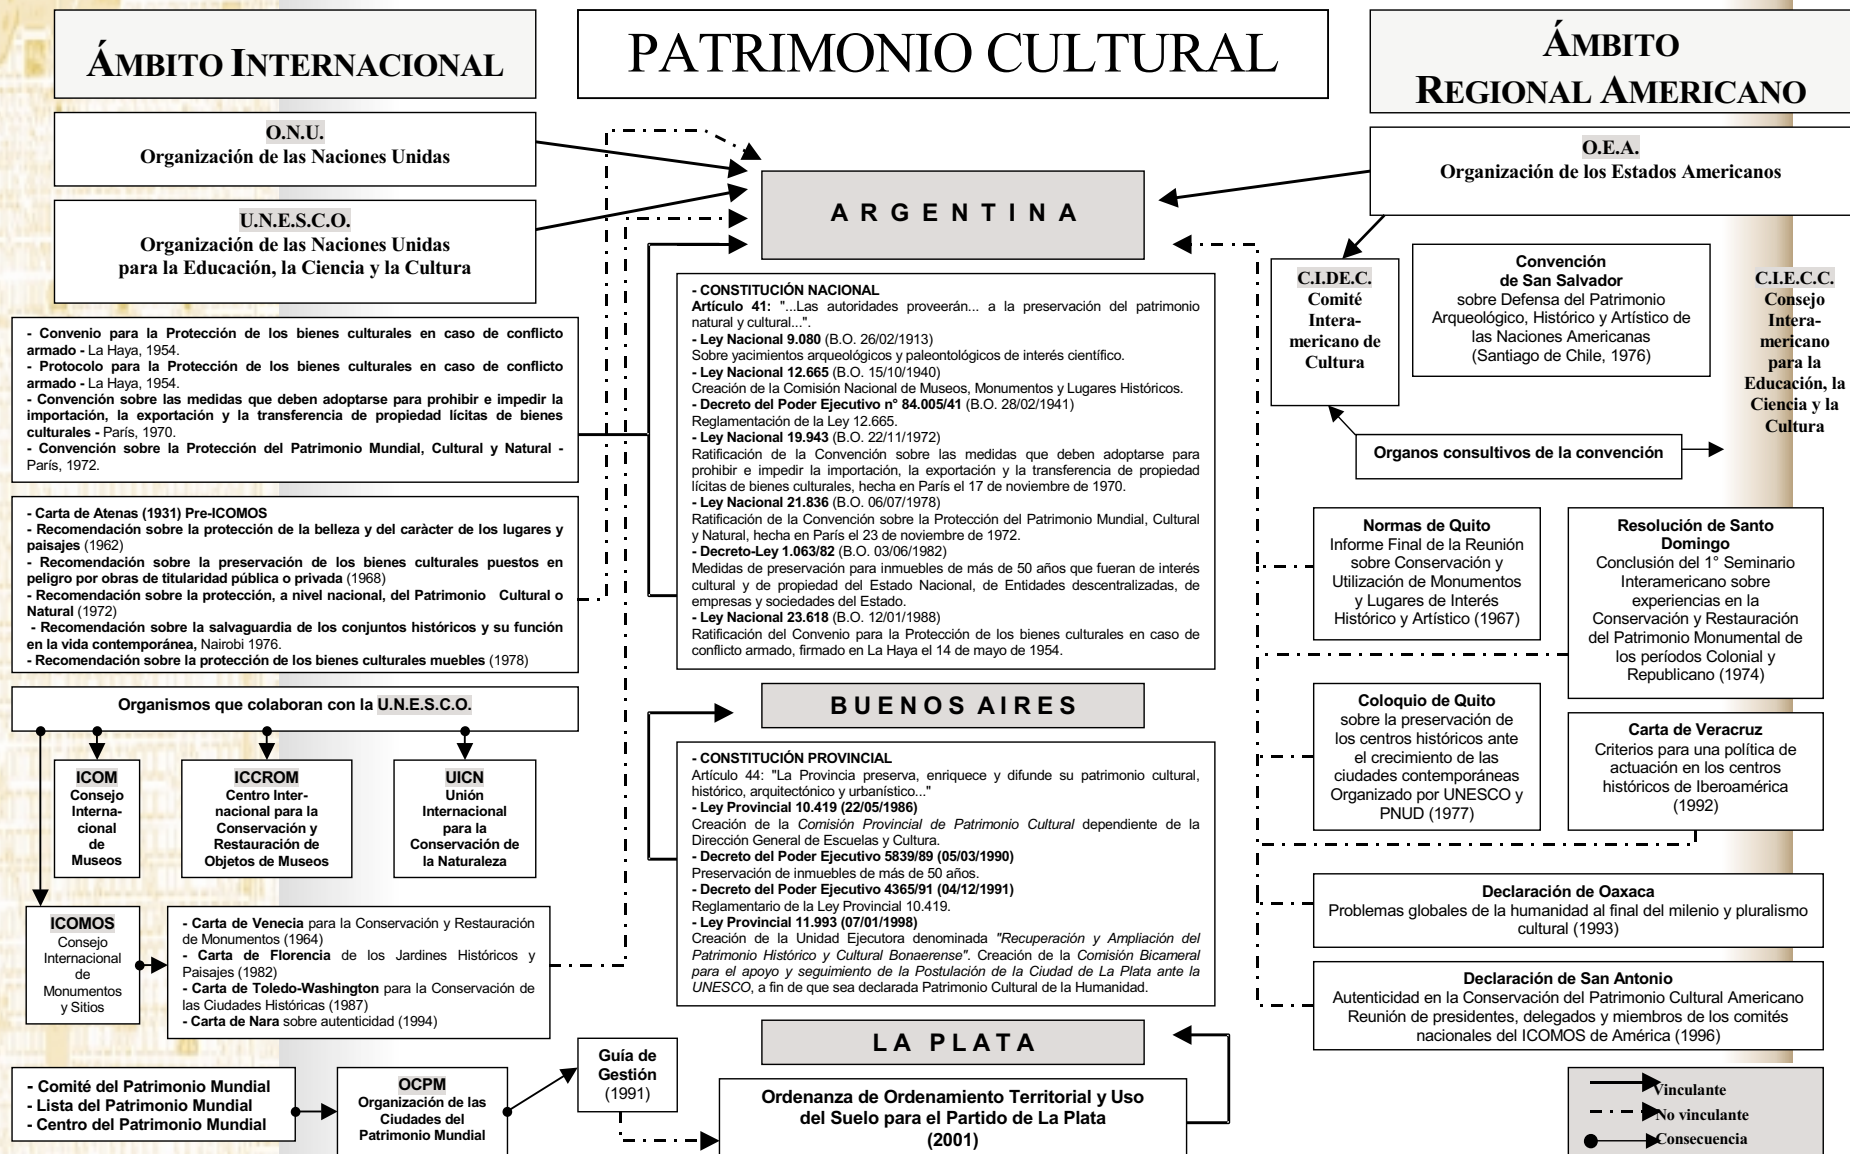 ÁMBITO INTERNACIONAL
PATRIMONIO CULTURAL
ÁMBITO
REGIONAL AMERICANO
O.N.U.
Organización de las Naciones Unidas
U.N.E.S.C.O.
Organización de las Naciones Unidas
para la Educación, la Ciencia y la Cultura
- Convenio para la Protección de los bienes culturales en caso de conflicto
armado - La Haya, 1954.
- Protocolo para la Protección de los bienes culturales en caso de conflicto
armado - La Haya, 1954.
- Convención sobre las medidas que deben adoptarse para prohibir e impedir la
importación, la exportación y la transferencia de propiedad lícitas de bienes
culturales - París, 1970.
- Convención sobre la Protección del Patrimonio Mundial, Cultural y Natural -
París, 1972.
- Carta de Atenas (1931) Pre-ICOMOS
- Recomendación sobre la protección de la belleza y del caràcter de los lugares y
paisajes (1962)
- Recomendación sobre la preservación de los bienes culturales puestos en
peligro por obras de titularidad pública o privada (1968)
- Recomendación sobre la protección, a nivel nacional, del Patrimonio Cultural o
Natural (1972)
- Recomendación sobre la salvaguardia de los conjuntos históricos y su función
en la vida contemporánea, Nairobi 1976.
- Recomendación sobre la protección de los bienes culturales muebles (1978)
Organismos que colaboran con la U.N.E.S.C.O.
ICOM
Consejo
Interna-
cional
de
Museos
ICCROM
Centro Inter-
nacional para la
Conservación y
Restauración de
Objetos de Museos
UICN
Unión
Internacional
para la
Conservación de
la Naturaleza
ICOMOS
Consejo
Internacional
de
Monumentos
y Sitios
- Carta de Venecia para la Conservación y Restauración
de Monumentos (1964)
- Carta de Florencia de los Jardines Históricos y
Paisajes (1982)
- Carta de Toledo-Washington para la Conservación de
las Ciudades Históricas (1987)
- Carta de Nara sobre autenticidad (1994)
- Comité del Patrimonio Mundial
- Lista del Patrimonio Mundial
- Centro del Patrimonio Mundial
OCPM
Organización de las
Ciudades del
Patrimonio Mundial
Guía de
Gestión
(1991)
ARGENTINA
- CONSTITUCIÓN NACIONAL
Artículo 41: "...Las autoridades proveerán... a la preservación del patrimonio
natural y cultural...".
- Ley Nacional 9.080 (B.O. 26/02/1913)
Sobre yacimientos arqueológicos y paleontológicos de interés científico.
- Ley Nacional 12.665 (B.O. 15/10/1940)
Creación de la Comisión Nacional de Museos, Monumentos y Lugares Históricos.
- Decreto del Poder Ejecutivo n° 84.005/41 (B.O. 28/02/1941)
Reglamentación de la Ley 12.665.
- Ley Nacional 19.943 (B.O. 22/11/1972)
Ratificación de la Convención sobre las medidas que deben adoptarse para
prohibir e impedir la importación, la exportación y la transferencia de propiedad
lícitas de bienes culturales, hecha en París el 17 de noviembre de 1970.
- Ley Nacional 21.836 (B.O. 06/07/1978)
Ratificación de la Convención sobre la Protección del Patrimonio Mundial, Cultural
y Natural, hecha en París el 23 de noviembre de 1972.
- Decreto-Ley 1.063/82 (B.O. 03/06/1982)
Medidas de preservación para inmuebles de más de 50 años que fueran de interés
cultural y de propiedad del Estado Nacional, de Entidades descentralizadas, de
empresas y sociedades del Estado.
- Ley Nacional 23.618 (B.O. 12/01/1988)
Ratificación del Convenio para la Protección de los bienes culturales en caso de
conflicto armado, firmado en La Haya el 14 de mayo de 1954.
BUENOS AIRES
- CONSTITUCIÓN PROVINCIAL
Artículo 44: "La Provincia preserva, enriquece y difunde su patrimonio cultural,
histórico, arquitectónico y urbanístico..."
- Ley Provincial 10.419 (22/05/1986)
Creación de la Comisión Provincial de Patrimonio Cultural dependiente de la
Dirección General de Escuelas y Cultura.
- Decreto del Poder Ejecutivo 5839/89 (05/03/1990)
Preservación de inmuebles de más de 50 años.
- Decreto del Poder Ejecutivo 4365/91 (04/12/1991)
Reglamentario de la Ley Provincial 10.419.
- Ley Provincial 11.993 (07/01/1998)
Creación de la Unidad Ejecutora denominada "Recuperación y Ampliación del
Patrimonio Histórico y Cultural Bonaerense". Creación de la Comisión Bicameral
para el apoyo y seguimiento de la Postulación de la Ciudad de La Plata ante la
UNESCO, a fin de que sea declarada Patrimonio Cultural de la Humanidad.
LA PLATA
Ordenanza de Ordenamiento Territorial y Uso
del Suelo para el Partido de La Plata
(2001)
O.E.A.
Organización de los Estados Americanos
C.I.DE.C.
Comité
Intera-
mericano de
Cultura
Convención
de San Salvador
sobre Defensa del Patrimonio
Arqueológico, Histórico y Artístico de
las Naciones Americanas
(Santiago de Chile, 1976)
C.I.E.C.C.
Consejo
Intera-
mericano
para la
Educación, la
Ciencia y la
Cultura
Organos consultivos de la convención
Normas de Quito
Informe Final de la Reunión
sobre Conservación y
Utilización de Monumentos
y Lugares de Interés
Histórico y Artístico (1967)
Resolución de Santo
Domingo
Conclusión del 1° Seminario
Interamericano sobre
experiencias en la
Conservación y Restauración
del Patrimonio Monumental de
los períodos Colonial y
Republicano (1974)
Coloquio de Quito
sobre la preservación de
los centros históricos ante
el crecimiento de las
ciudades contemporáneas
Organizado por UNESCO y
PNUD (1977)
Carta de Veracruz
Criterios para una política de
actuación en los centros
históricos de Iberoamérica
(1992)
Declaración de Oaxaca
Problemas globales de la humanidad al final del milenio y pluralismo
cultural (1993)
Declaración de San Antonio
Autenticidad en la Conservación del Patrimonio Cultural Americano
Reunión de presidentes, delegados y miembros de los comités
nacionales del ICOMOS de América (1996)
Vinculante
No vinculante
Consecuencia